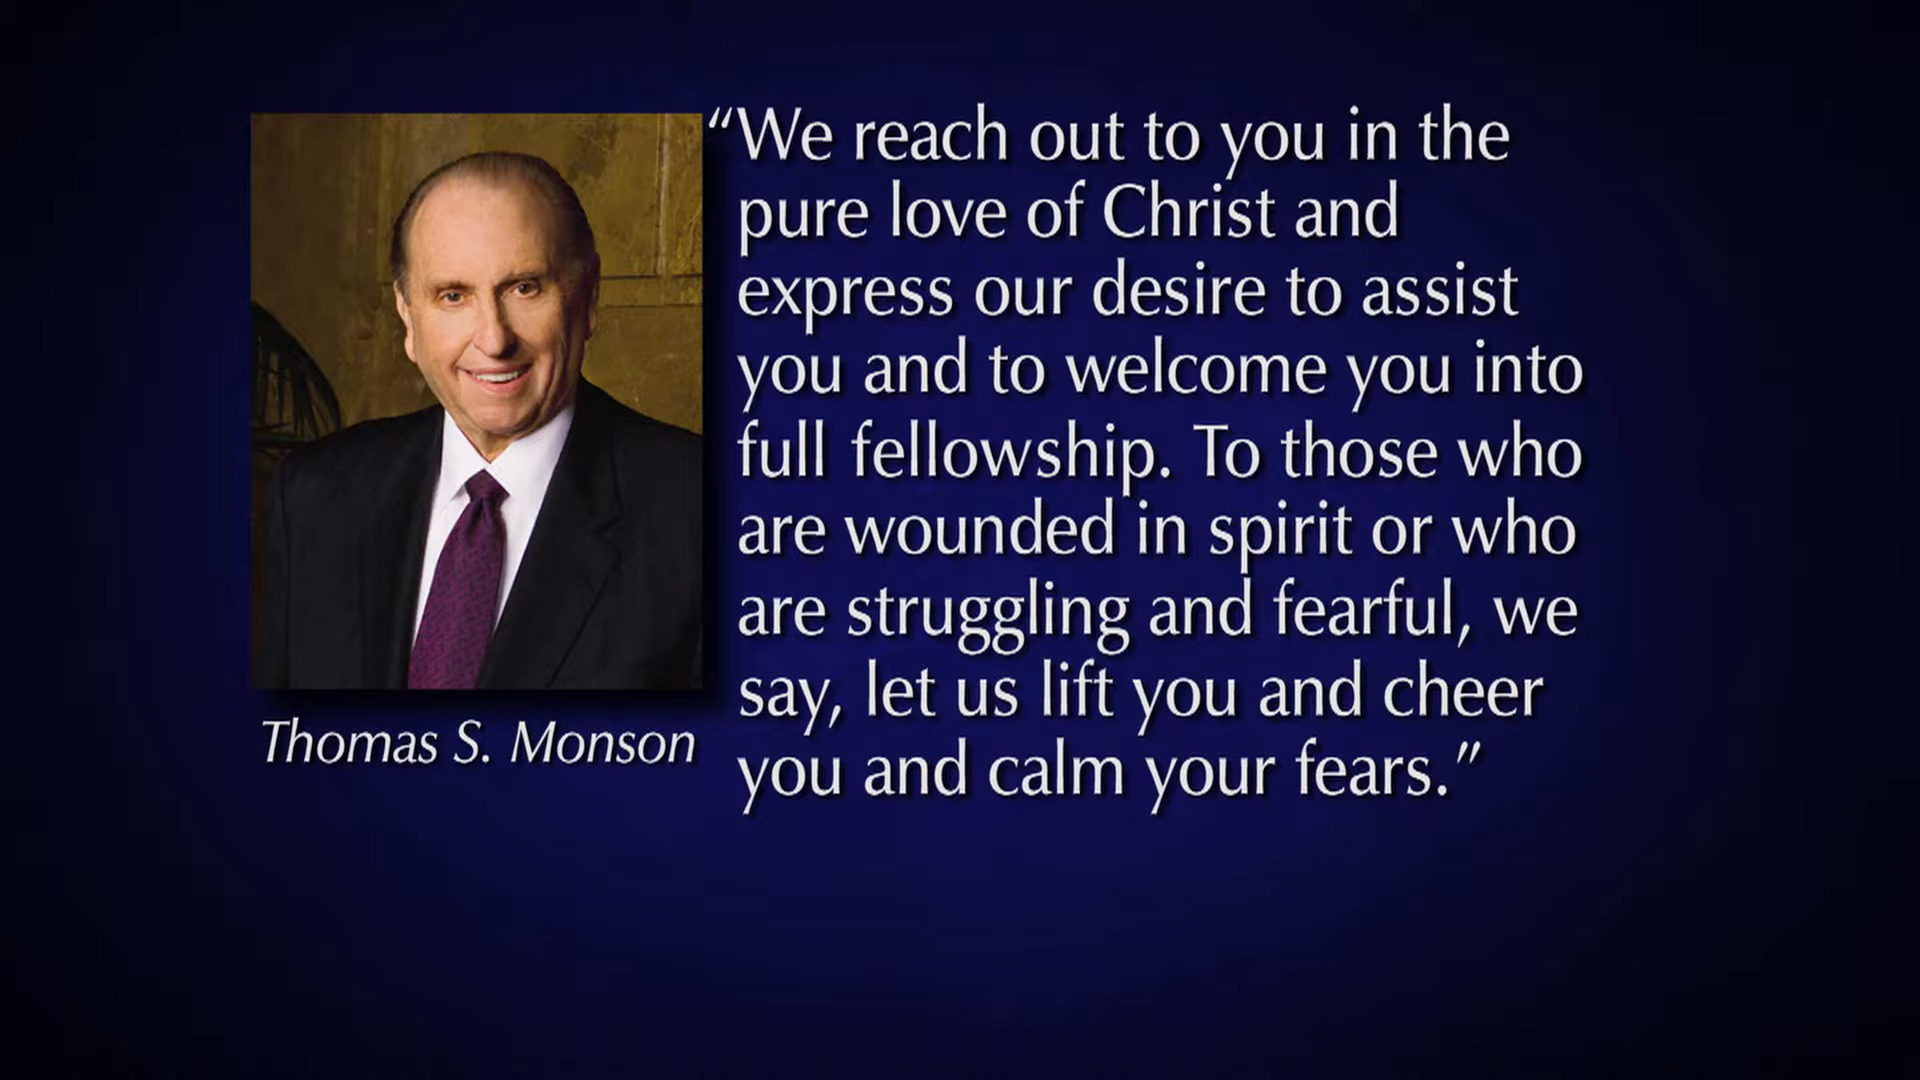 “We reach out to you in the
pure love of Christ and
express our desire to assist
you and to welcome you into
full fellowship. To those who
are wounded in spirit or who
are struggling and fearful, we
say, let us lift you and cheer
you and calm your fears.”
Thomas S. Monson